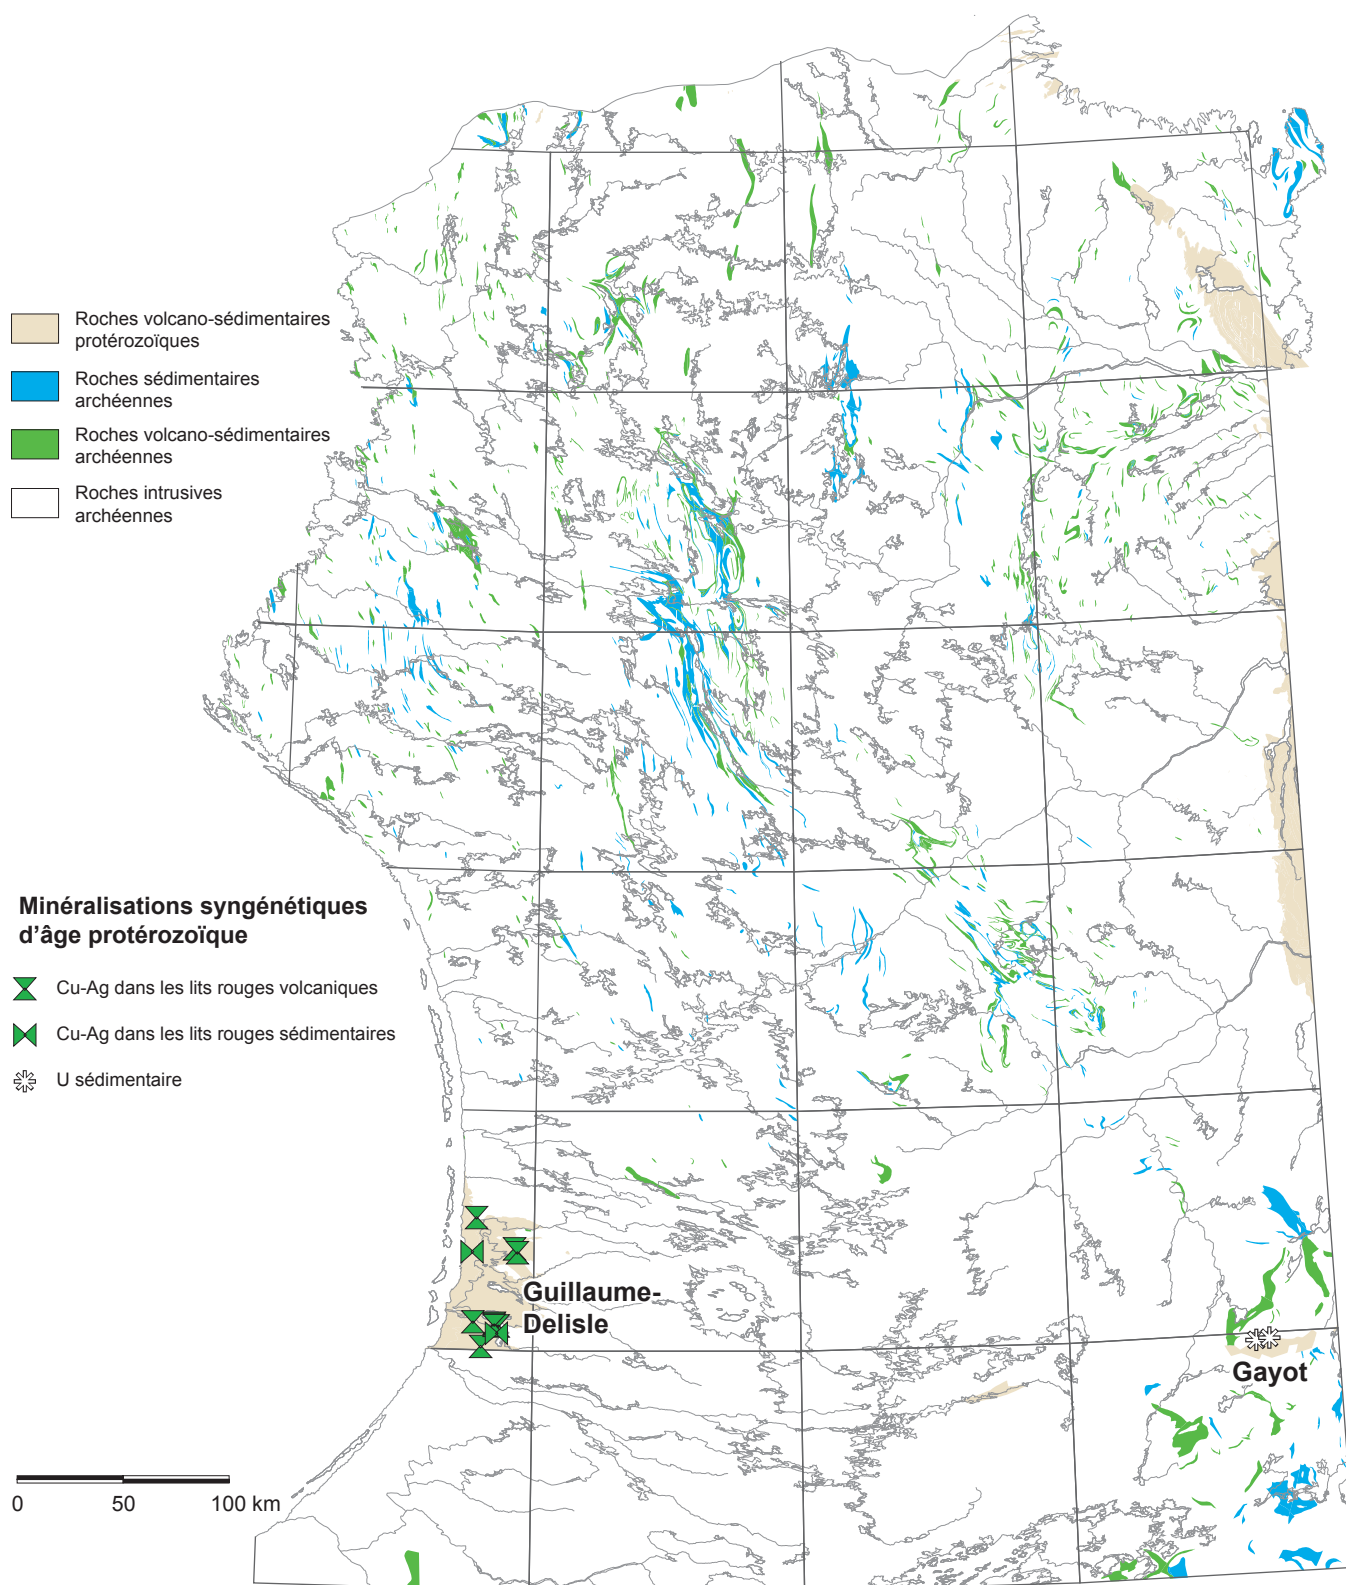 Roches volcano-sédimentaires
protérozoïques
Roches sédimentaires
archéennes
Roches volcano-sédimentaires
archéennes
Roches intrusives
archéennes
Minéralisations syngénétiques
d'âge protérozoïque
Cu-Ag dans les lits rouges volcaniques
Cu-Ag dans les lits rouges sédimentaires
U sédimentaire
Guillaume-
Delisle
Gayot
0 50 100 km